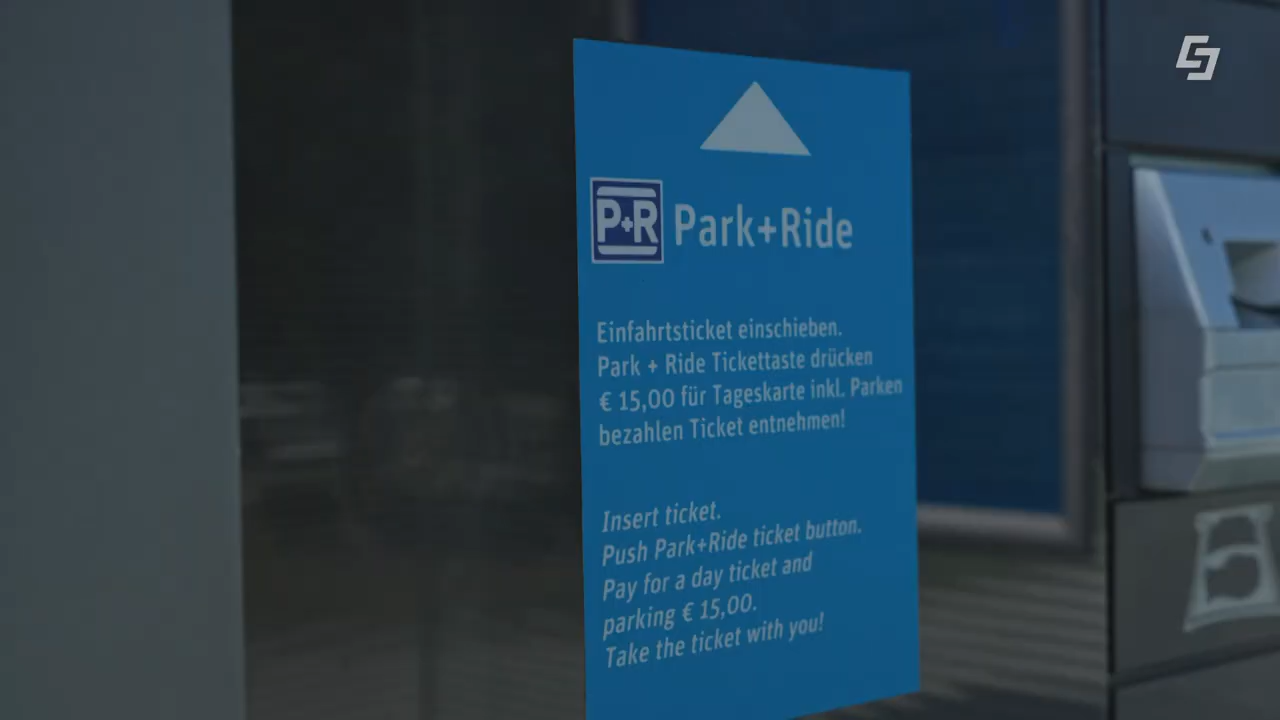 P+R Park+Ride
Einfahrtsticket einschieben.
Park + Ride Tickettaste drücken
€ 15,00 für Tageskarte inkl. Parken
bezahlen Ticket entnehmen!
Insert ticket.
Push Park+Ride ticket button.
Pay for a day ticket and
parking € 15,00.
Take the ticket with you!